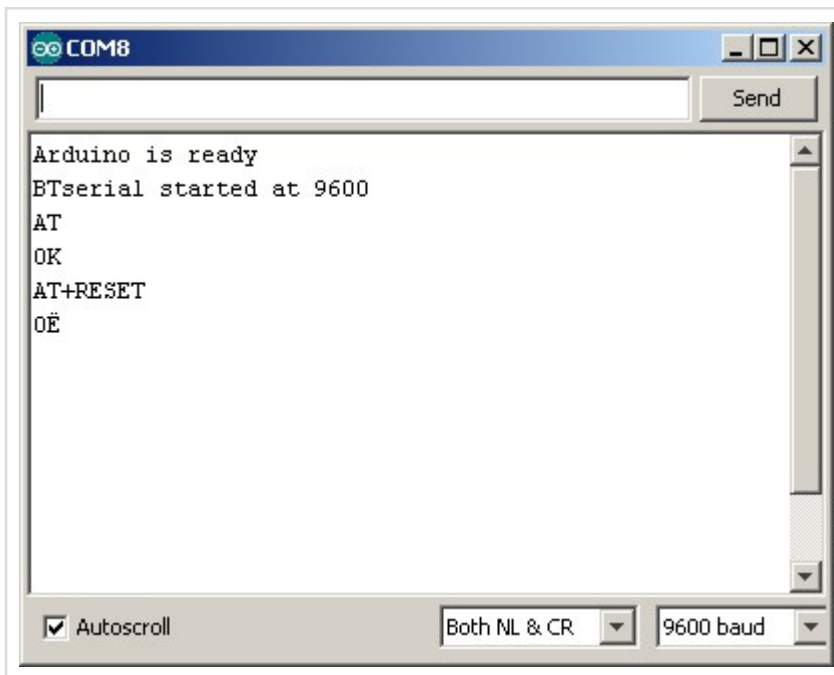 COM8
Send
Arduino is ready
BTserial started at 9600
AT
OK
AT+RESET
OË
Autoscroll
Both NL & CR
9600 baud